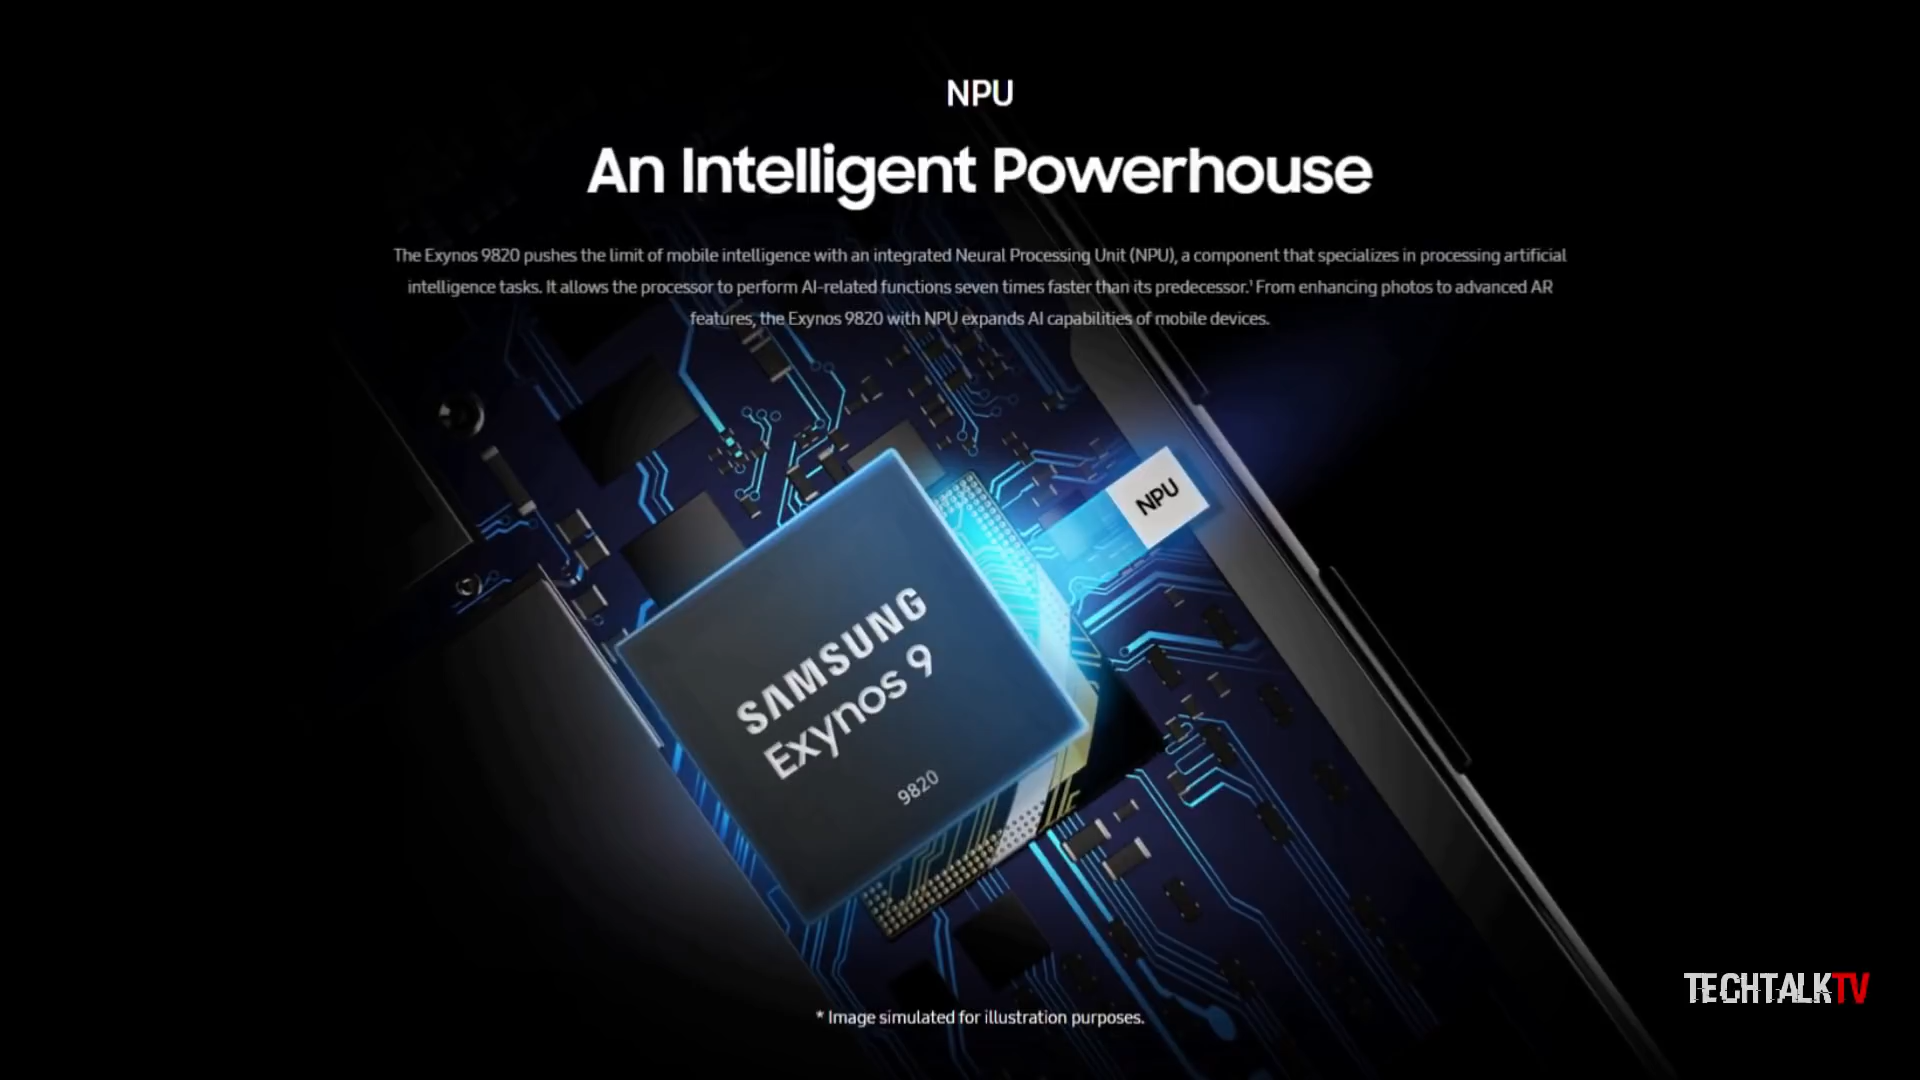 NPU
An Intelligent Powerhouse
The Exynos 9820 pushes the limit of mobile intelligence with an integrated Neural Processing Unit (NPU), a component that specializes in processing artificial
intelligence tasks. It allows the processor to perform AI-related functions seven times faster than its predecessor.¹ From enhancing photos to advanced AR
features, the Exynos 9820 with NPU expands AI capabilities of mobile devices.
NPU
SAMSUNG
Exynos 9
9820
TECHTALKTV
* Image simulated for illustration purposes.